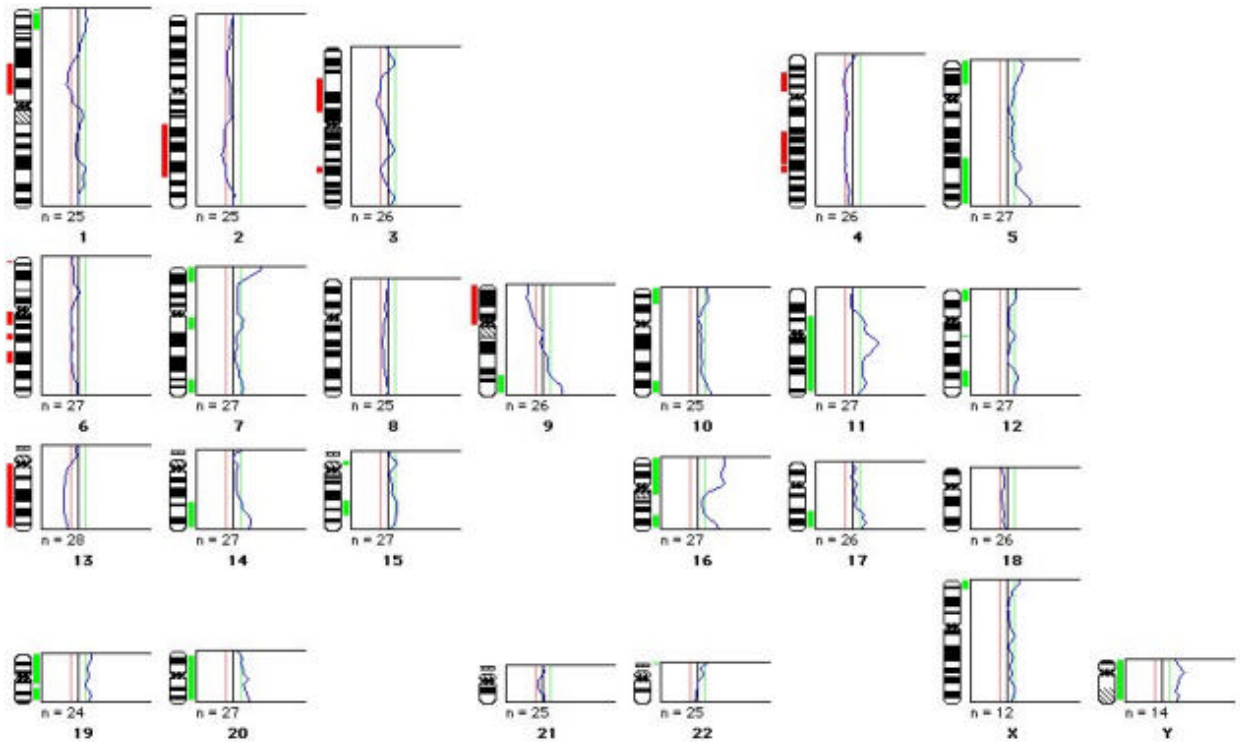 n = 25 n = 25 n = 26 n = 26 n = 27
1 2 3 4 5
n = 27 n = 27 n = 25 n = 26 n = 25 n = 27 n = 27
6 7 8 9 10 11 12
n = 28 n = 27 n = 27 n = 27 n = 26 n = 26
13 14 15 16 17 18
n = 24 n = 27 n = 25 n = 25 n = 12 n = 14
19 20 21 22 X Y